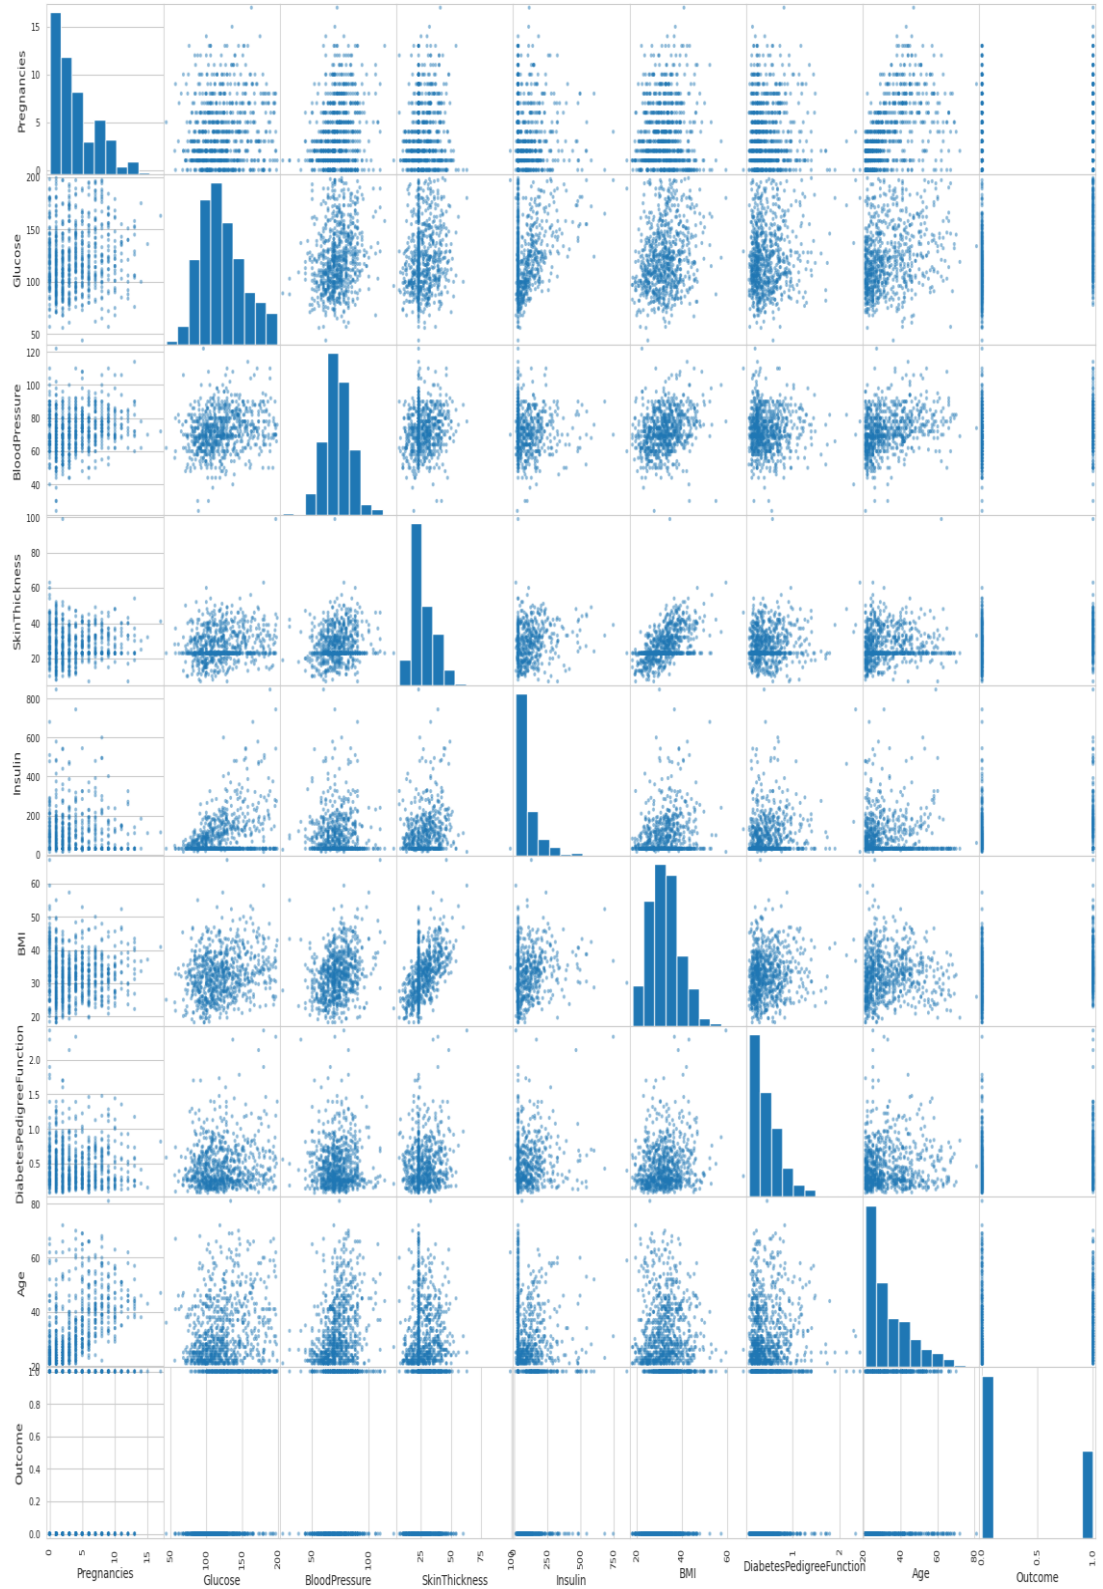 Pregnancies
15
10
5
0
Glucose
200
150
100
50
BloodPressure
120
100
80
60
40
SkinThickness
100
80
60
40
20
Insulin
800
600
400
200
0
BMI
60
50
40
30
20
DiabetesPedigreeFunction
2.0
1.5
1.0
0.5
Age
80
60
40
20
Outcome
1.0
0.8
0.6
0.4
0.2
0.0
0 5 10 15
50 100 150 200
50 100
25 50 75 100
0 250 500 750
20 40 60
1 2
20 40 60 80
0.0 0.5 1.0
Pregnancies Glucose BloodPressure SkinThickness Insulin BMI DiabetesPedigreeFunction Age Outcome